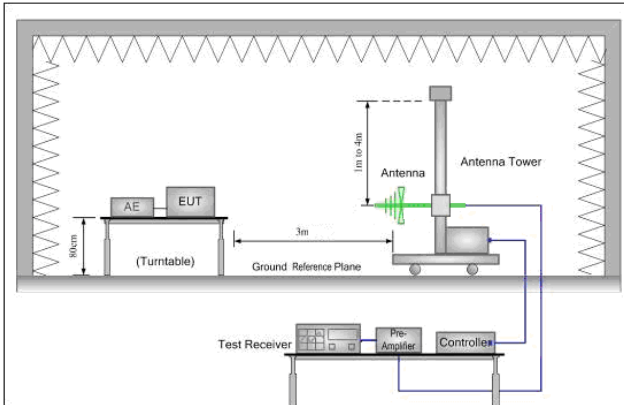 1m to 4m
Antenna
Antenna Tower
AE
EUT
3m
80cm
(Turntable)
Ground Reference Plane
Test Receiver
Pre-
Amplifier
Controller